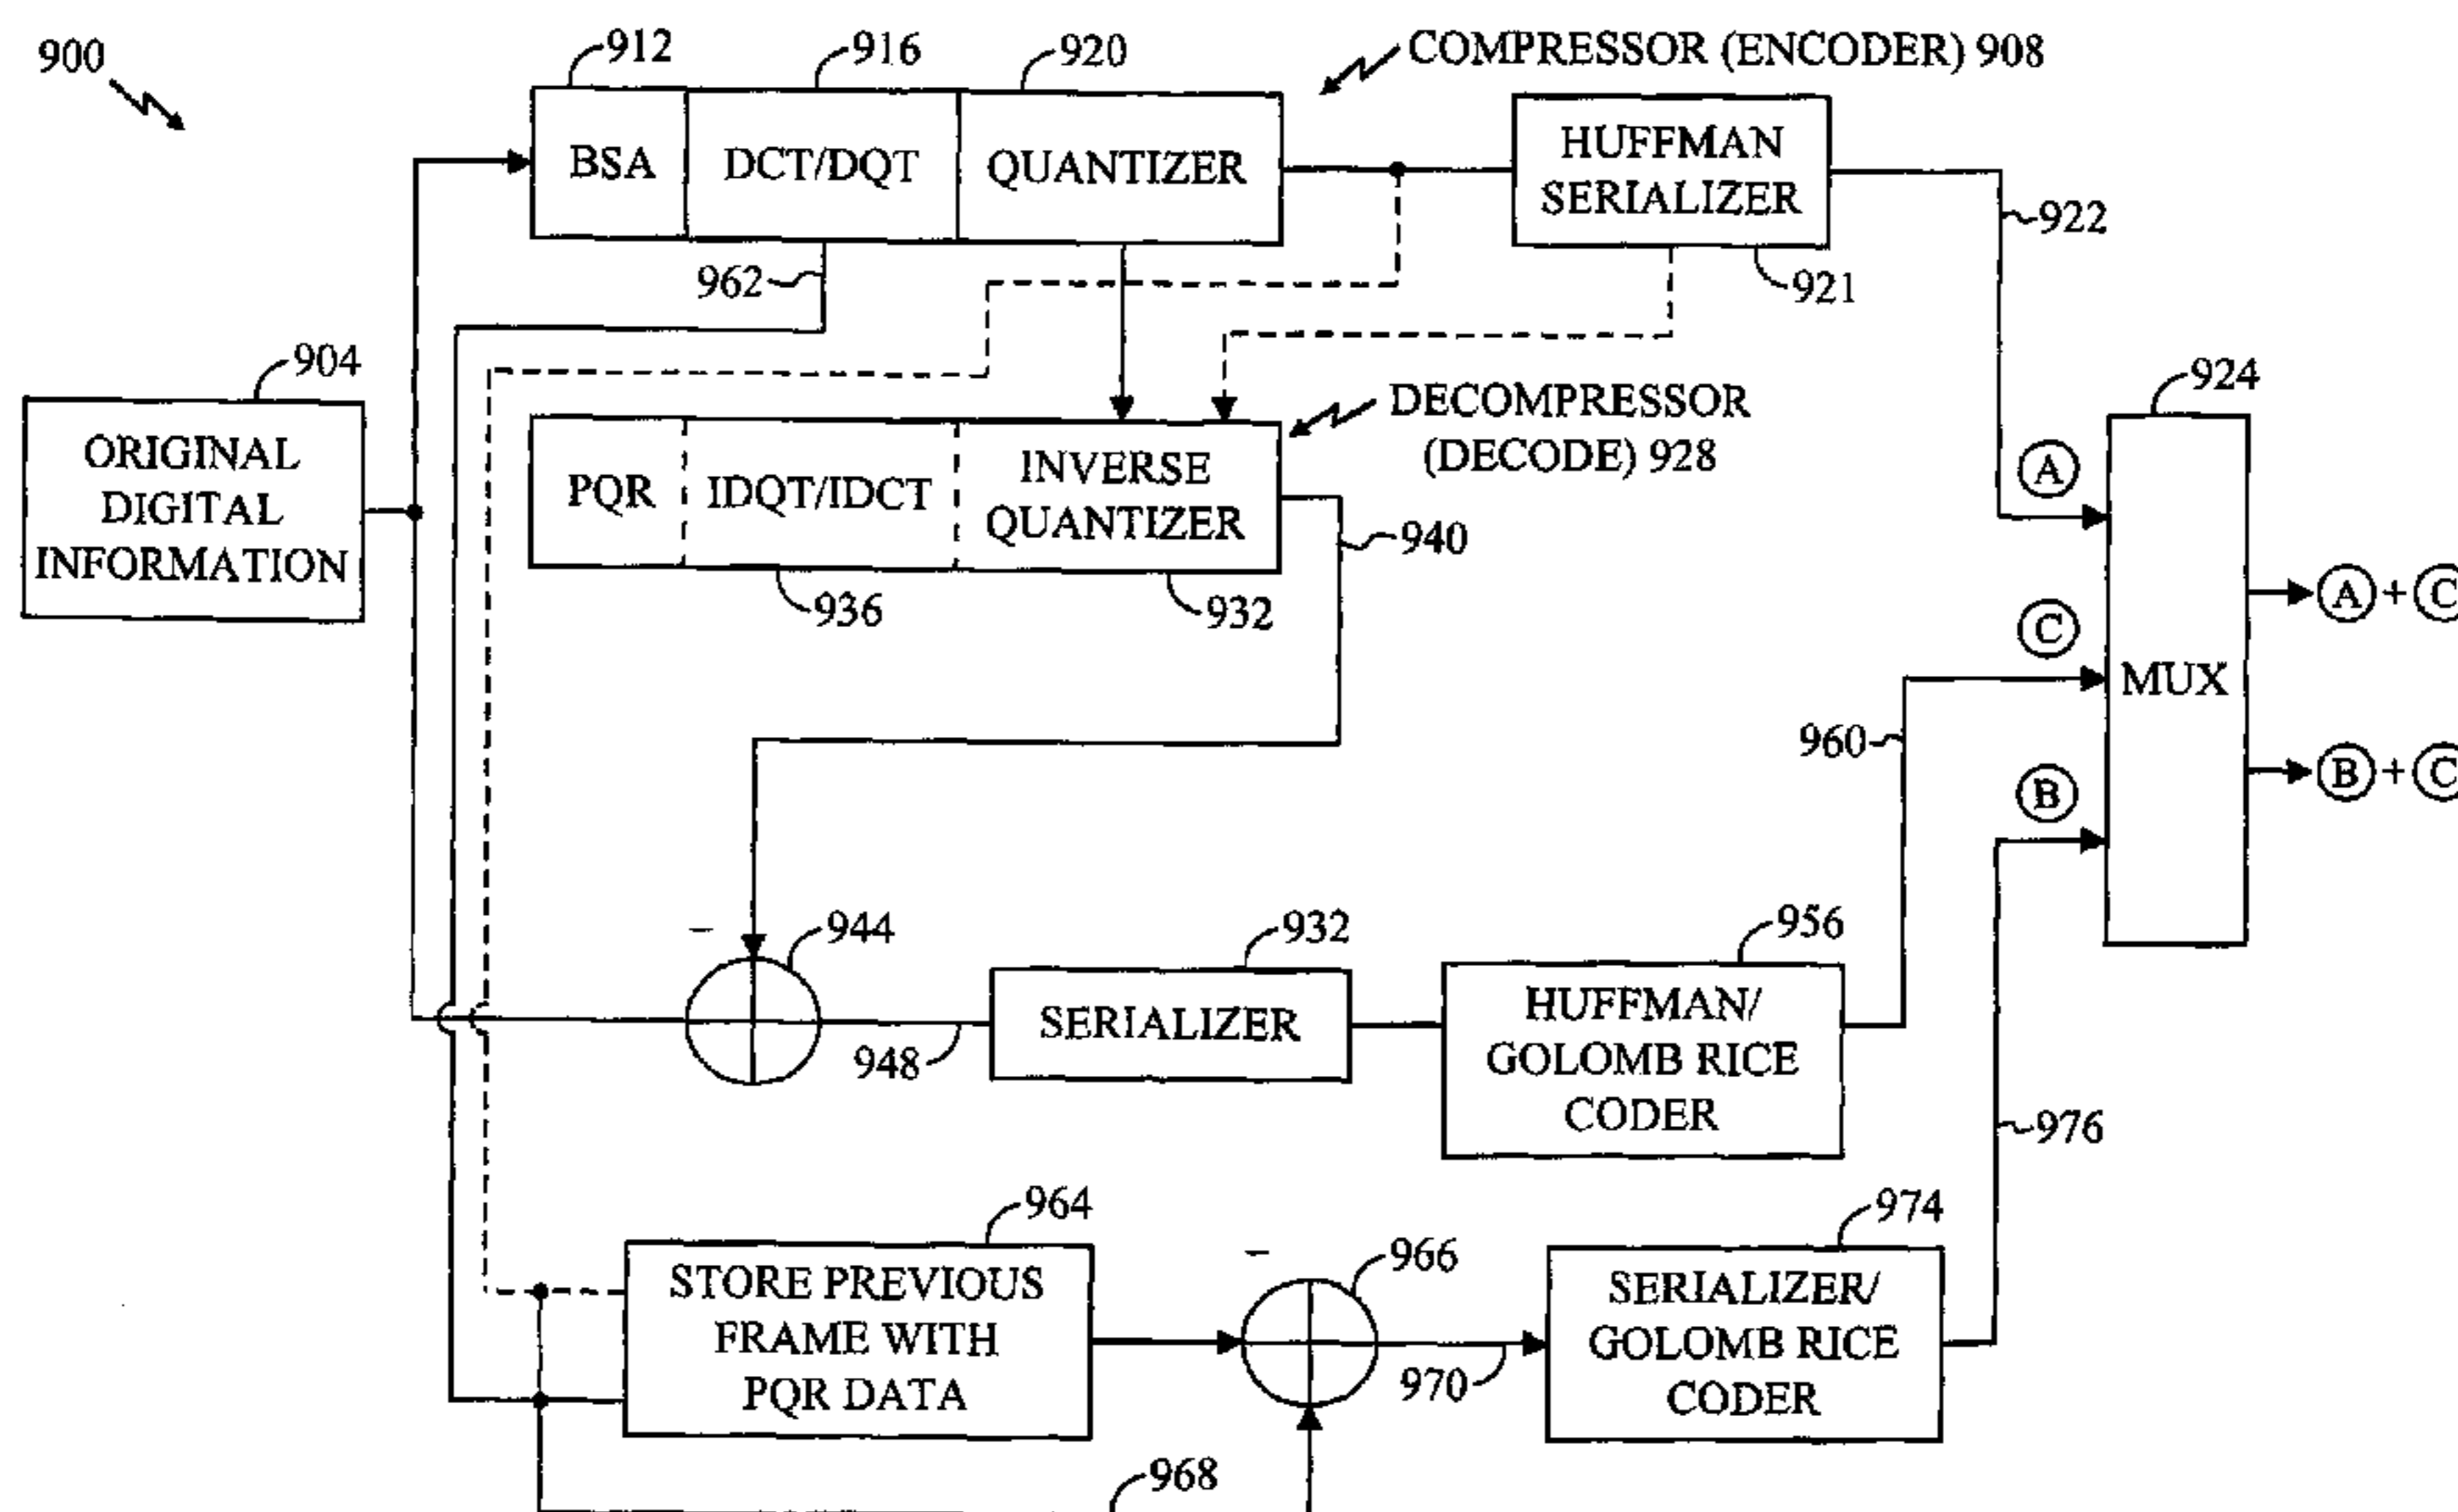 900
912
916
920
COMPRESSOR (ENCODER) 908
BSA
DCT/DQT
QUANTIZER
HUFFMAN
SERIALIZER
922
962
921
904
924
ORIGINAL
DIGITAL
INFORMATION
DECOMPRESSOR
(DECODE) 928
PQR
IDQT/IDCT
INVERSE
QUANTIZER
940
936
932
A
C
B
MUX
A + C
B + C
960
944
932
956
948
SERIALIZER
HUFFMAN/
GOLOMB RICE
CODER
976
964
966
974
STORE PREVIOUS
FRAME WITH
PQR DATA
970
SERIALIZER/
GOLOMB RICE
CODER
968
−
−